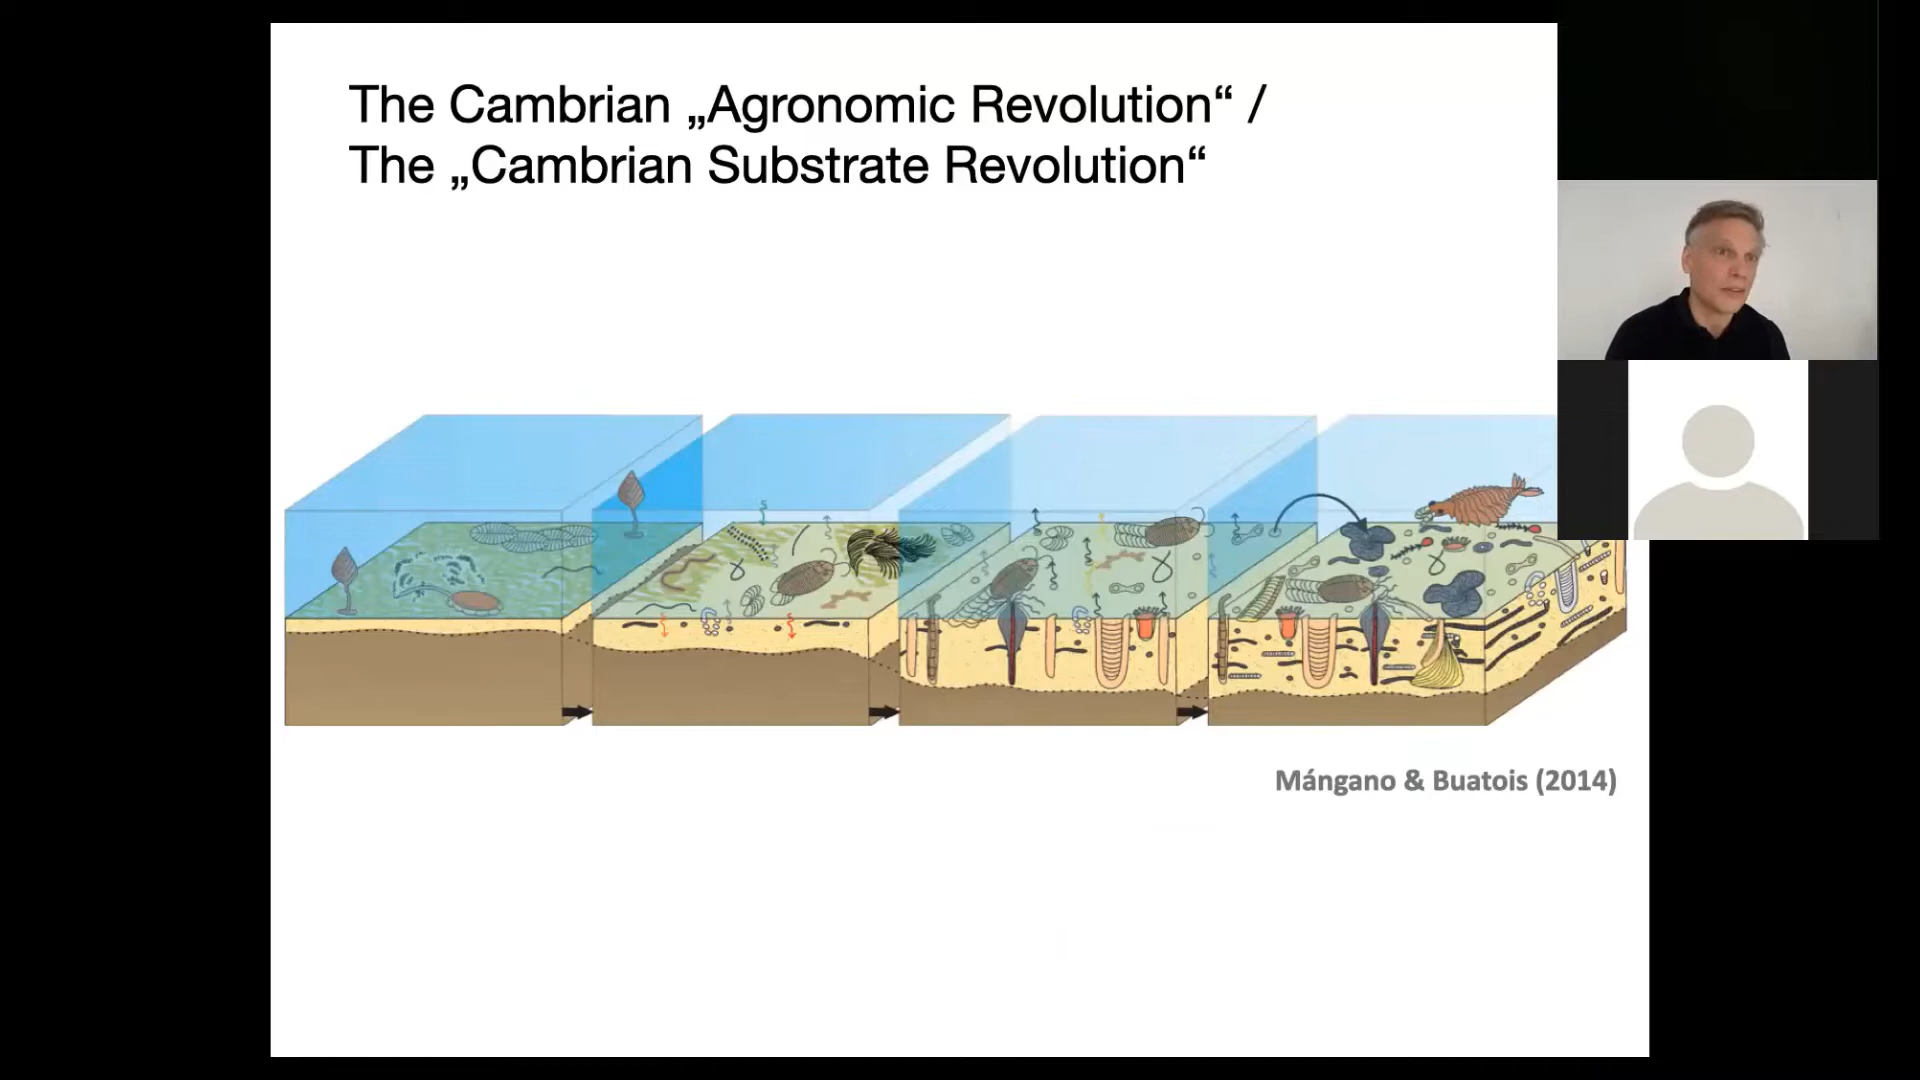 The Cambrian „Agronomic Revolution“ /
The „Cambrian Substrate Revolution“
Mángano & Buatois (2014)